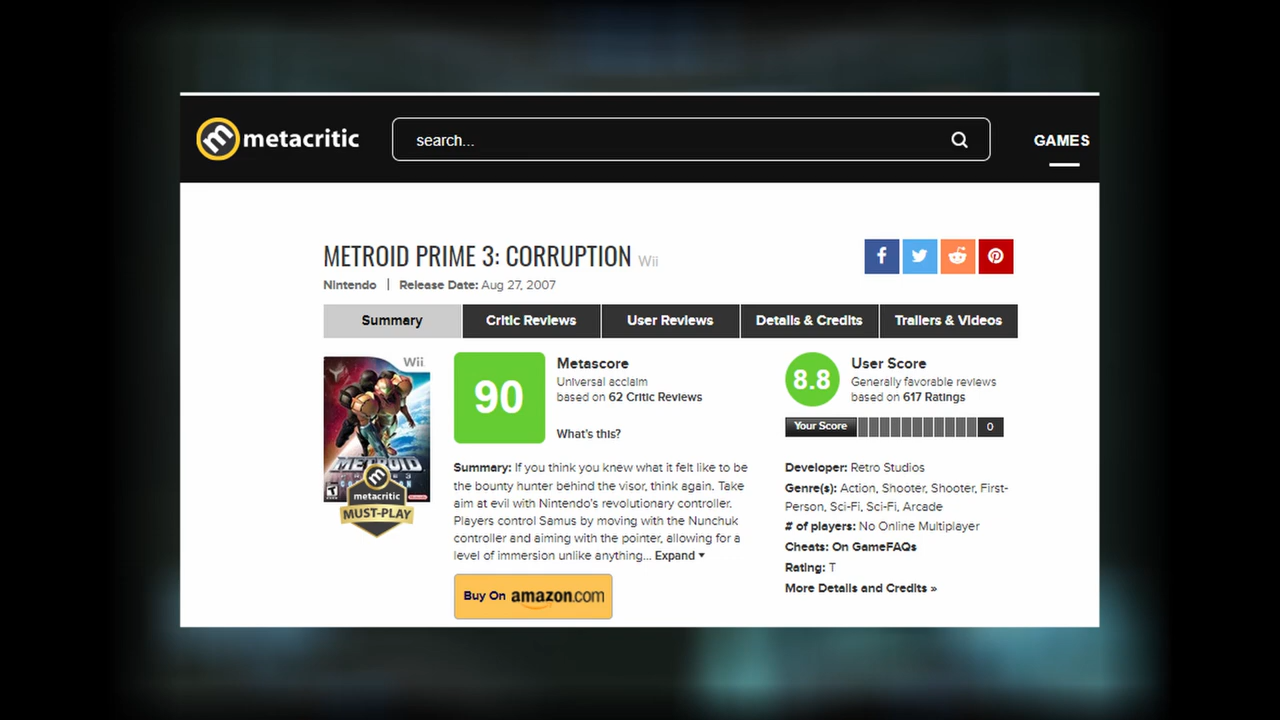 metacritic
search...
GAMES
METROID PRIME 3: CORRUPTION Wii
Nintendo | Release Date: Aug 27, 2007
Summary
Critic Reviews
User Reviews
Details & Credits
Trailers & Videos
Wii
METROID
metacritic
MUST-PLAY
90
Metascore
Universal acclaim
based on 62 Critic Reviews
What's this?
8.8
User Score
Generally favorable reviews
based on 617 Ratings
Your Score
0
Summary: If you think you knew what it felt like to be
the bounty hunter behind the visor, think again. Take
aim at evil with Nintendo's revolutionary controller.
Players control Samus by moving with the Nunchuk
controller and aiming with the pointer, allowing for a
level of immersion unlike anything... Expand
Buy On amazon.com
Developer: Retro Studios
Genre(s): Action, Shooter, Shooter, First-
Person, Sci-Fi, Sci-Fi, Arcade
# of players: No Online Multiplayer
Cheats: On GameFAQs
Rating: T
More Details and Credits »